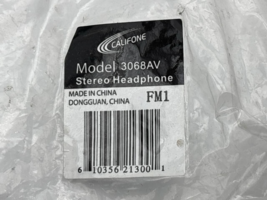 CALIFONE
Model 3068AV
Stereo Headphone
MADE IN CHINA
DONGGUAN, CHINA FM1
6 10356 21300 1